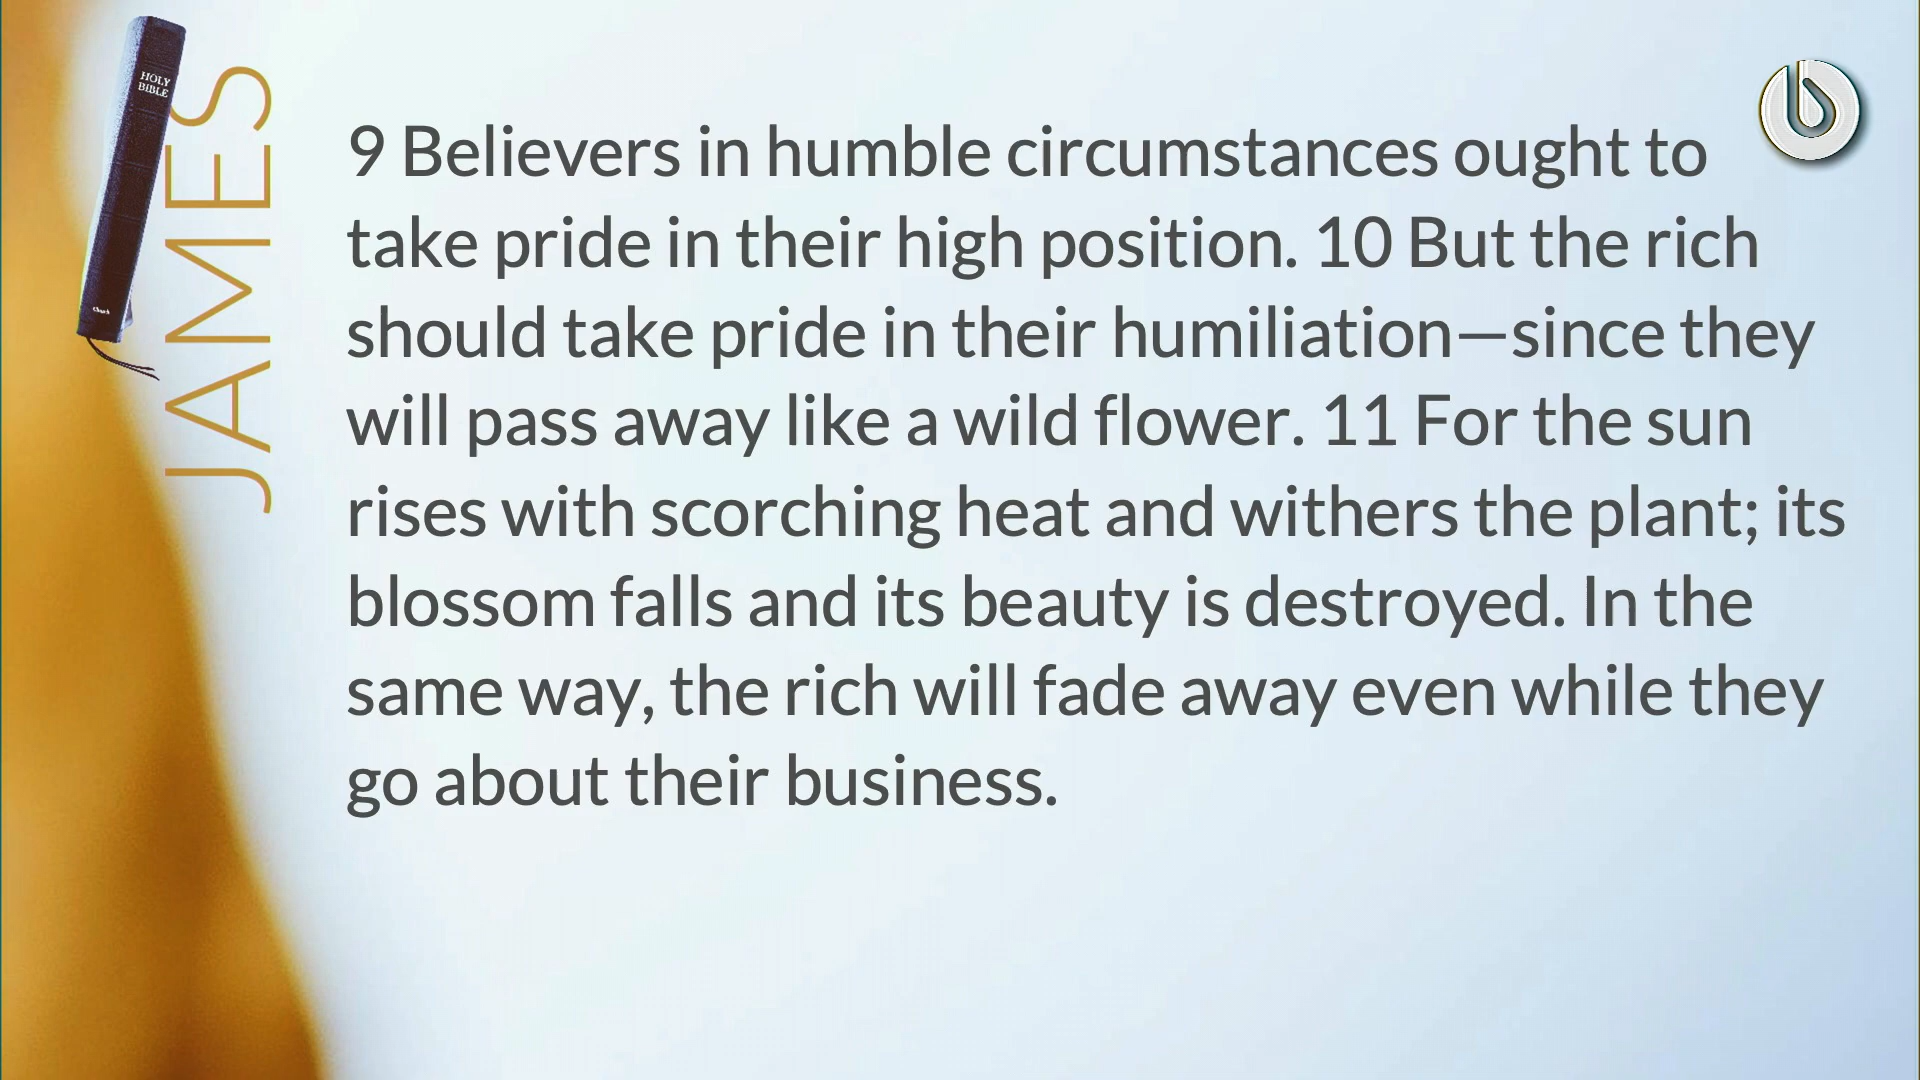 HOLY
BIBLE
Church
JAMES
9 Believers in humble circumstances ought to
take pride in their high position. 10 But the rich
should take pride in their humiliation—since they
will pass away like a wild flower. 11 For the sun
rises with scorching heat and withers the plant; its
blossom falls and its beauty is destroyed. In the
same way, the rich will fade away even while they
go about their business.